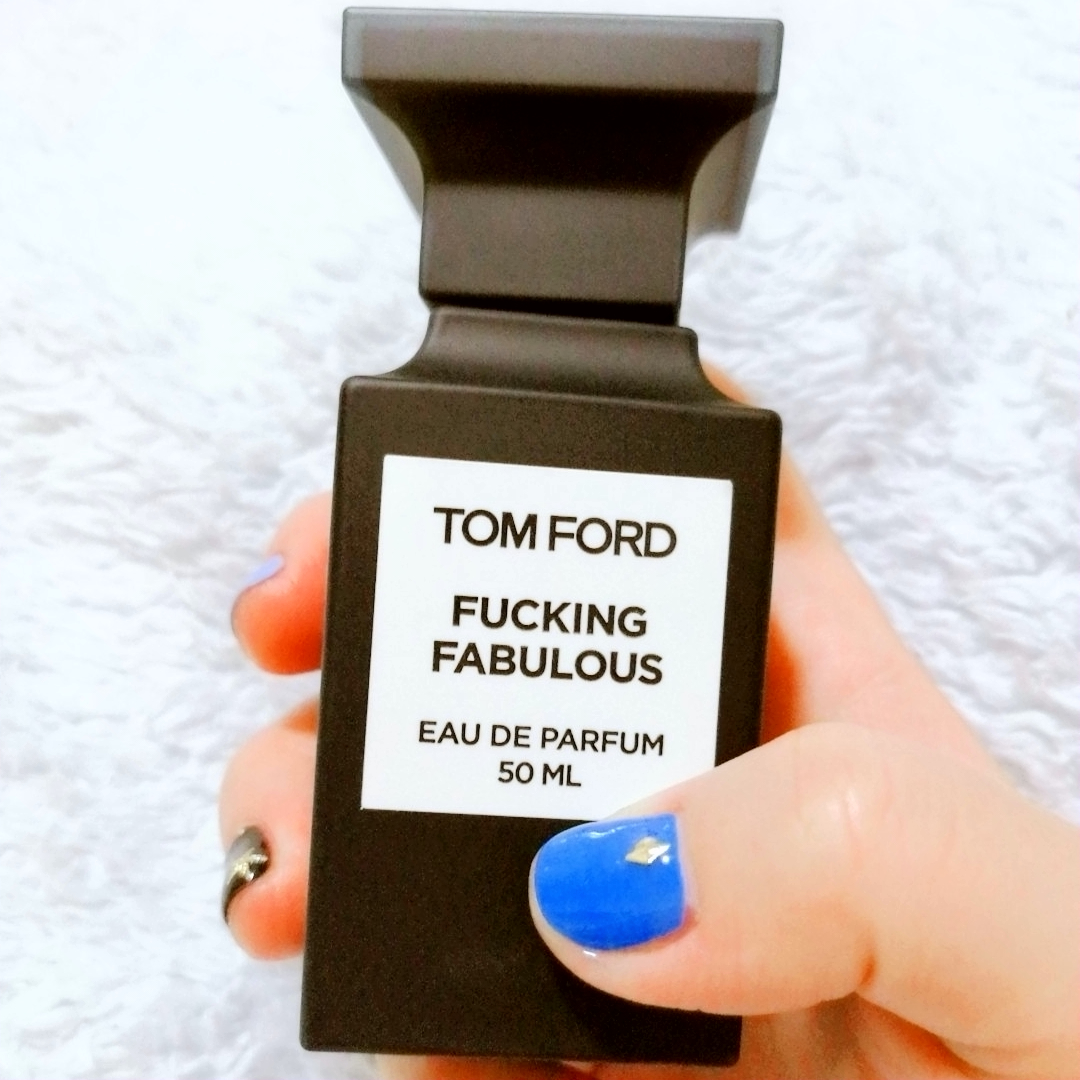 TOM FORD
FUCKING
FABULOUS
EAU DE PARFUM
50 ML